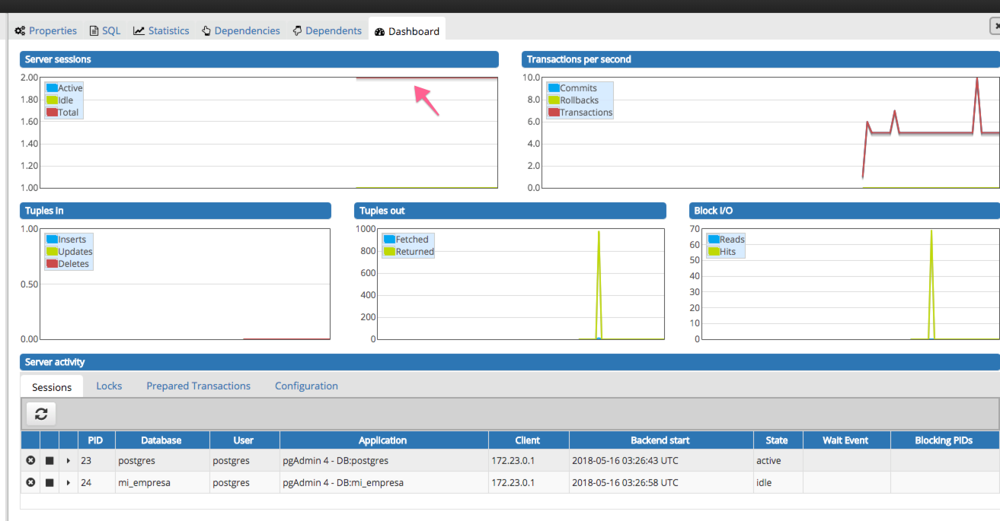 Properties SQL Statistics Dependencies Dependents Dashboard
Server sessions
2.00
1.80
1.60
1.40
1.20
1.00
Active
Idle
Total
Transactions per second
10.0
8.0
6.0
4.0
2.0
0.0
Commits
Rollbacks
Transactions
Tuples in
1.00
0.50
0.00
Inserts
Updates
Deletes
Tuples out
1000
800
600
400
200
0
Fetched
Returned
Block I/O
70
60
50
40
30
20
10
0
Reads
Hits
Server activity
Sessions Locks Prepared Transactions Configuration
PID Database User Application Client Backend start State Wait Event Blocking PIDs
23 postgres postgres pgAdmin 4 - DB:postgres 172.23.0.1 2018-05-16 03:26:43 UTC active
24 mi_empresa postgres pgAdmin 4 - DB:mi_empresa 172.23.0.1 2018-05-16 03:26:58 UTC idle